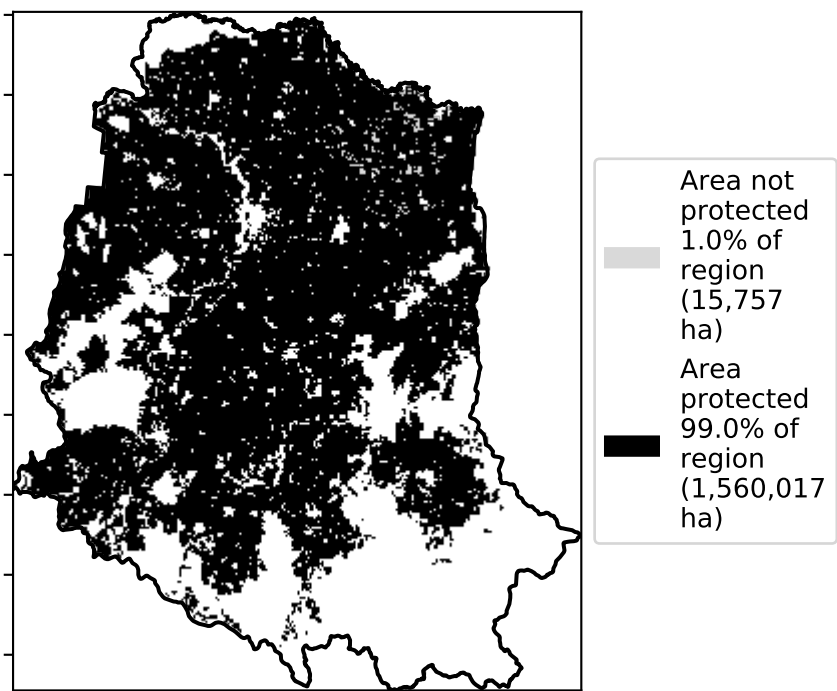 Area not
protected
1.0% of
region
(15,757
ha)
Area
protected
99.0% of
region
(1,560,017
ha)